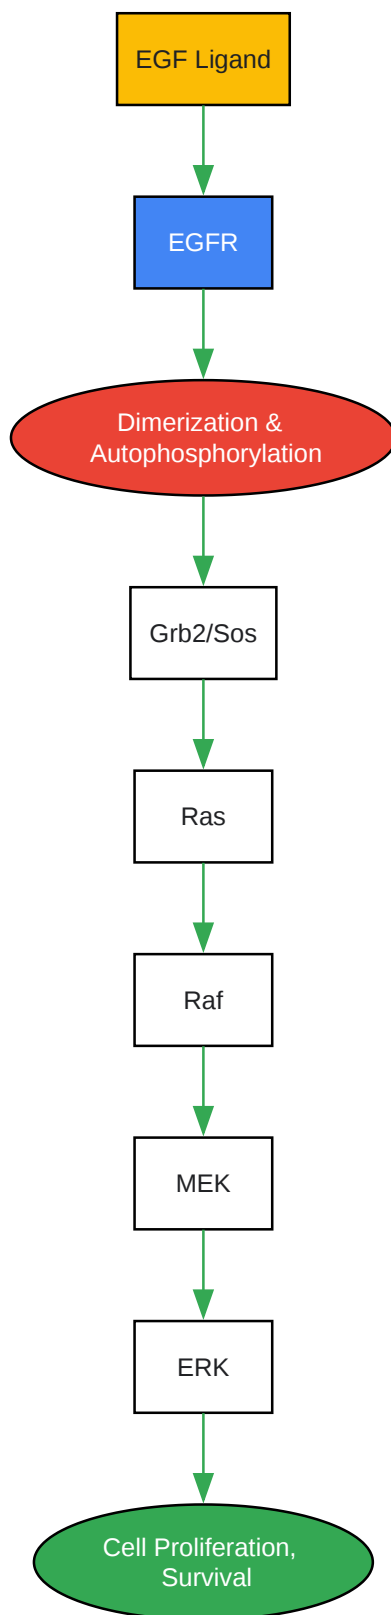 EGF Ligand
EGFR
Dimerization &
Autophosphorylation
Grb2/Sos
Ras
Raf
MEK
ERK
Cell Proliferation,
Survival